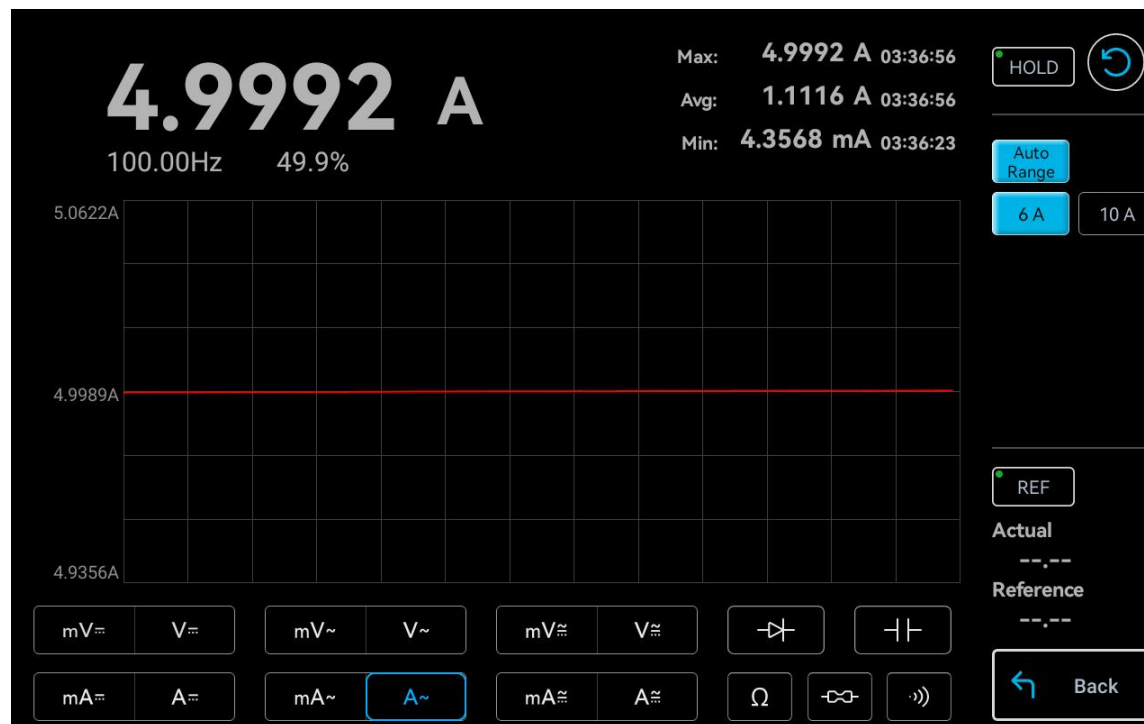 4.9992 A
100.00Hz 49.9%
Max: 4.9992 A 03:36:56
Avg: 1.1116 A 03:36:56
Min: 4.3568 mA 03:36:23
HOLD
Auto
Range
6 A 10 A
5.0622A
4.9989A
4.9356A
REF
Actual
--.--
Reference
--.--
mV⎓ V⎓ mV~ V~ mV≅ V≅
mA⎓ A⎓ mA~ A~ mA≅ A≅ Ω
Back